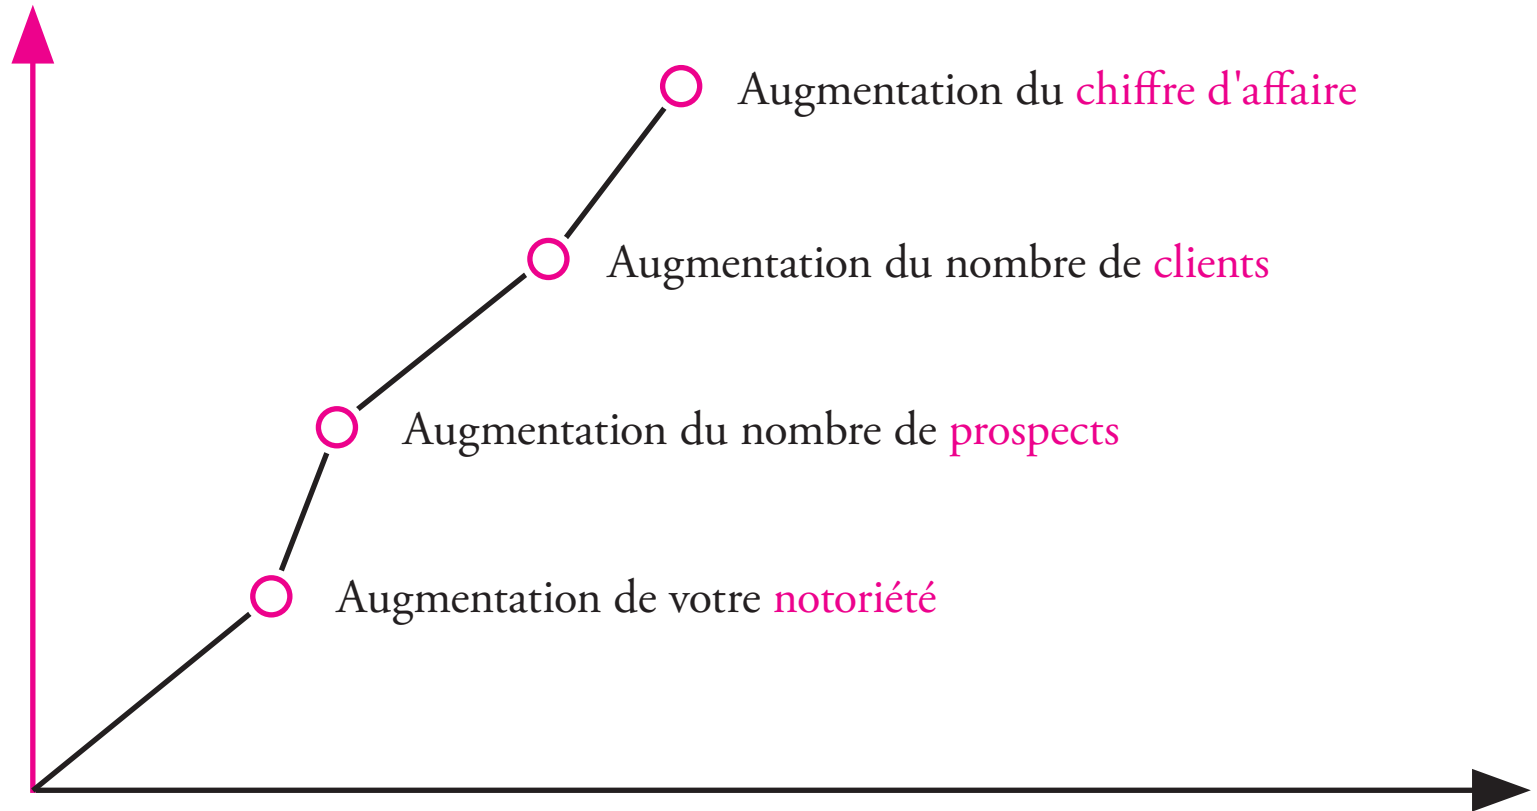 Augmentation du chiffre d'affaire
Augmentation du nombre de clients
Augmentation du nombre de prospects
Augmentation de votre notoriété